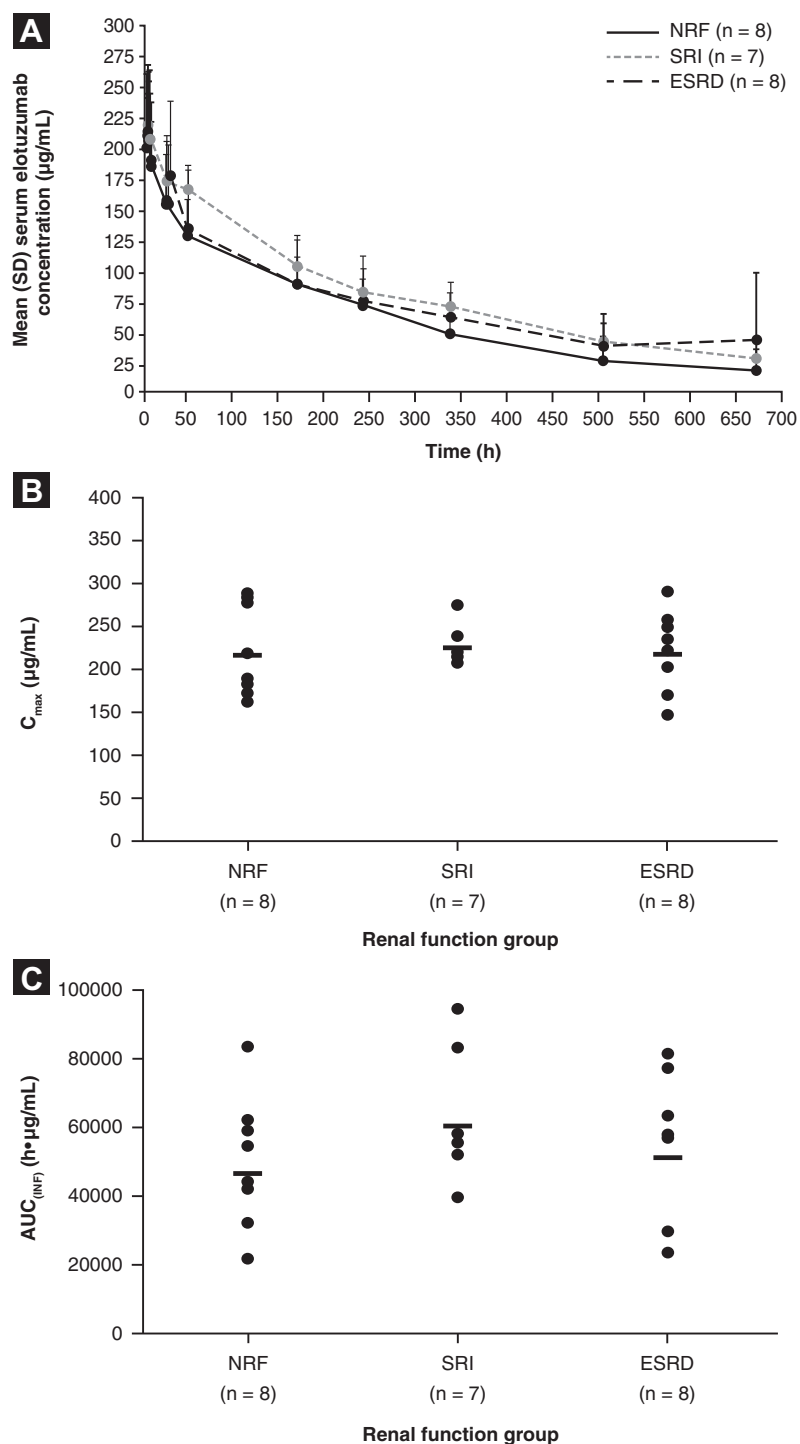 A
300
275
250
225
200
175
150
125
100
75
50
25
0
Mean (SD) serum elotuzumab
concentration (µg/mL)
NRF (n = 8)
SRI (n = 7)
ESRD (n = 8)
0 50 100 150 200 250 300 350 400 450 500 550 600 650 700
Time (h)
B
400
350
300
250
200
150
100
50
0
Cmax (µg/mL)
NRF SRI ESRD
(n = 8) (n = 7) (n = 8)
Renal function group
C
100000
80000
60000
40000
20000
0
AUC(INF) (h•µg/mL)
NRF SRI ESRD
(n = 8) (n = 7) (n = 8)
Renal function group